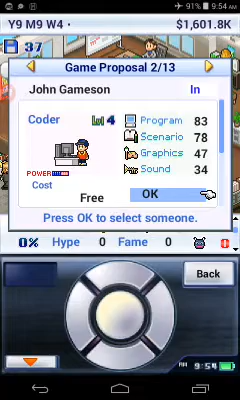 91% 9:54 AM
Y9 M9 W4 $1,601.8K
37
Game Proposal 2/13
John Gameson In
Coder Lvl 4
Program 83
Scenario 78
Graphics 47
Sound 34
POWER
Cost
Free OK
Press OK to select someone.
0% Hype 0 Fame 0
Back
AM 9:54